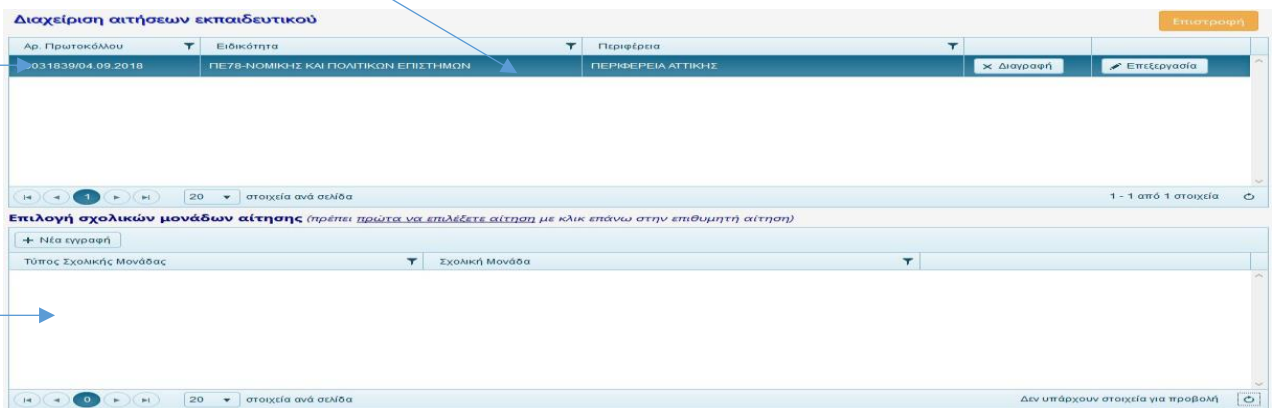 Διαχείριση αιτήσεων εκπαιδευτικού
Επιστροφή
Αρ. Πρωτοκόλλου Ειδικότητα Περιφέρεια
031839/04.09.2018 ΠΕ78-ΝΟΜΙΚΗΣ ΚΑΙ ΠΟΛΙΤΙΚΩΝ ΕΠΙΣΤΗΜΩΝ ΠΕΡΙΦΕΡΕΙΑ ΑΤΤΙΚΗΣ Διαγραφή Επεξεργασία
1 20 στοιχεία ανά σελίδα 1 - 1 από 1 στοιχεία
Επιλογή σχολικών μονάδων αίτησης (πρέπει πρώτα να επιλέξετε αίτηση με κλικ επάνω στην επιθυμητή αίτηση)
+ Νέα εγγραφή
Τύπος Σχολικής Μονάδας Σχολική Μονάδα
0 20 στοιχεία ανά σελίδα Δεν υπάρχουν στοιχεία για προβολή